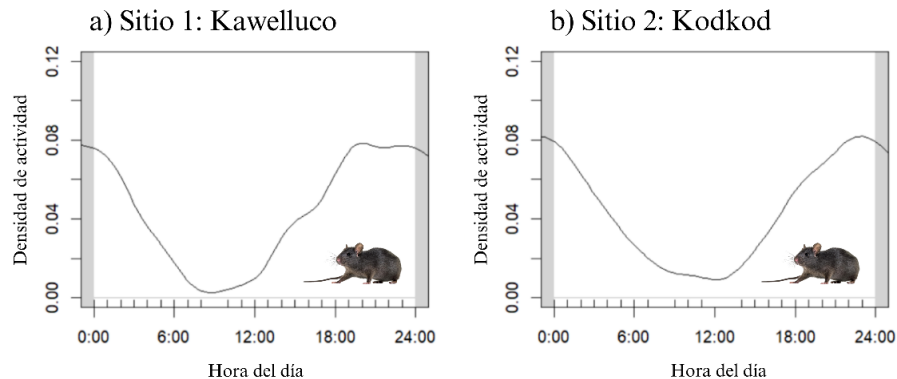 a) Sitio 1: Kawelluco
Densidad de actividad
0.12
0.08
0.04
0.00
0:00 6:00 12:00 18:00 24:00
Hora del día
b) Sitio 2: Kodkod
Densidad de actividad
0.12
0.08
0.04
0.00
0:00 6:00 12:00 18:00 24:00
Hora del día